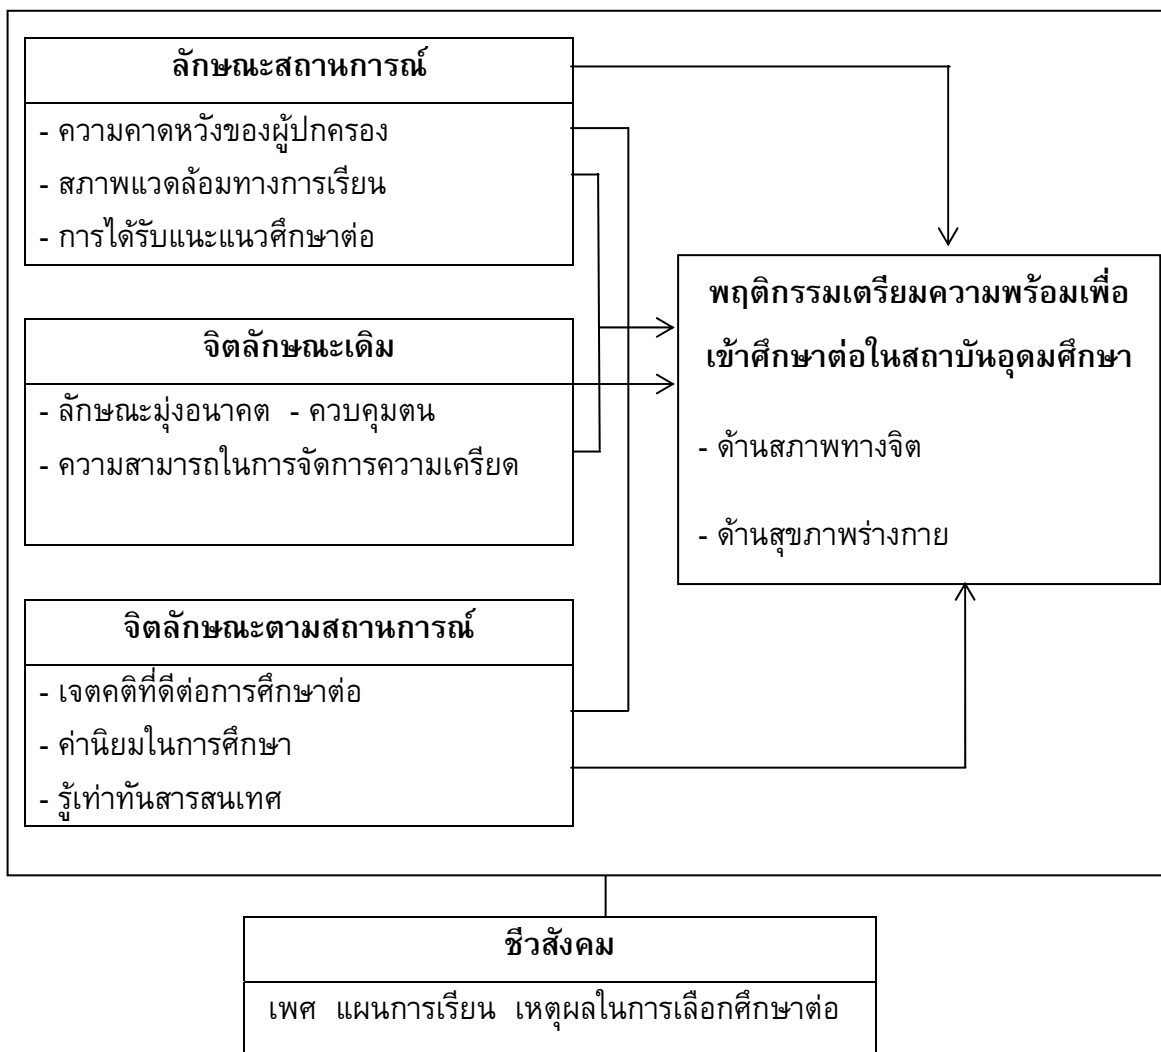 ลักษณะสถานการณ์
- ความคาดหวังของผู้ปกครอง
- สภาพแวดล้อมทางการเรียน
- การได้รับแนะแนวศึกษาต่อ
จิตลักษณะเดิม
- ลักษณะมุ่งอนาคต - ควบคุมตน
- ความสามารถในการจัดการความเครียด
จิตลักษณะตามสถานการณ์
- เจตคติที่ดีต่อการศึกษาต่อ
- ค่านิยมในการศึกษา
- รู้เท่าทันสารสนเทศ
พฤติกรรมเตรียมความพร้อมเพื่อ
เข้าศึกษาต่อในสถาบันอุดมศึกษา
- ด้านสภาพทางจิต
- ด้านสุขภาพร่างกาย
ชีวสังคม
เพศ แผนการเรียน เหตุผลในการเลือกศึกษาต่อ